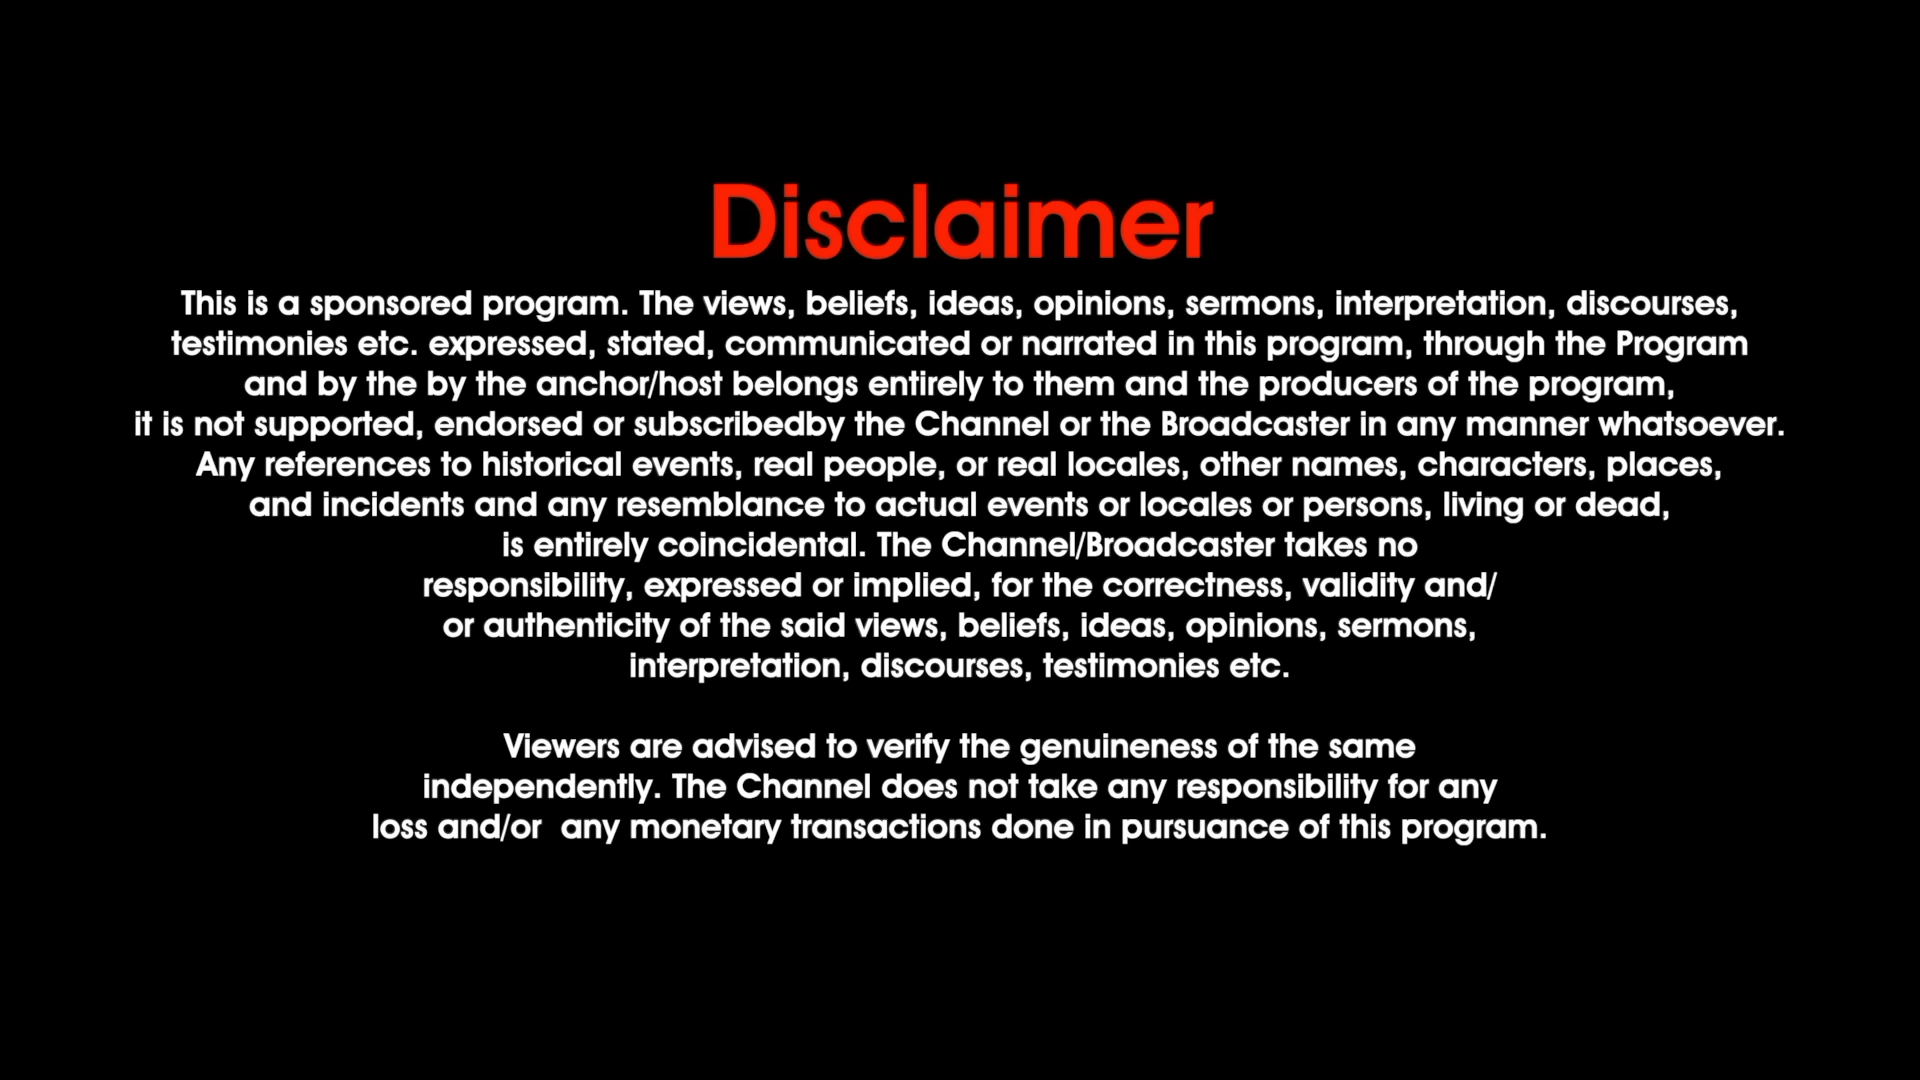 Disclaimer
This is a sponsored program. The views, beliefs, ideas, opinions, sermons, interpretation, discourses,
testimonies etc. expressed, stated, communicated or narrated in this program, through the Program
and by the by the anchor/host belongs entirely to them and the producers of the program,
it is not supported, endorsed or subscribedby the Channel or the Broadcaster in any manner whatsoever.
Any references to historical events, real people, or real locales, other names, characters, places,
and incidents and any resemblance to actual events or locales or persons, living or dead,
is entirely coincidental. The Channel/Broadcaster takes no
responsibility, expressed or implied, for the correctness, validity and/
or authenticity of the said views, beliefs, ideas, opinions, sermons,
interpretation, discourses, testimonies etc.
Viewers are advised to verify the genuineness of the same
independently. The Channel does not take any responsibility for any
loss and/or  any monetary transactions done in pursuance of this program.